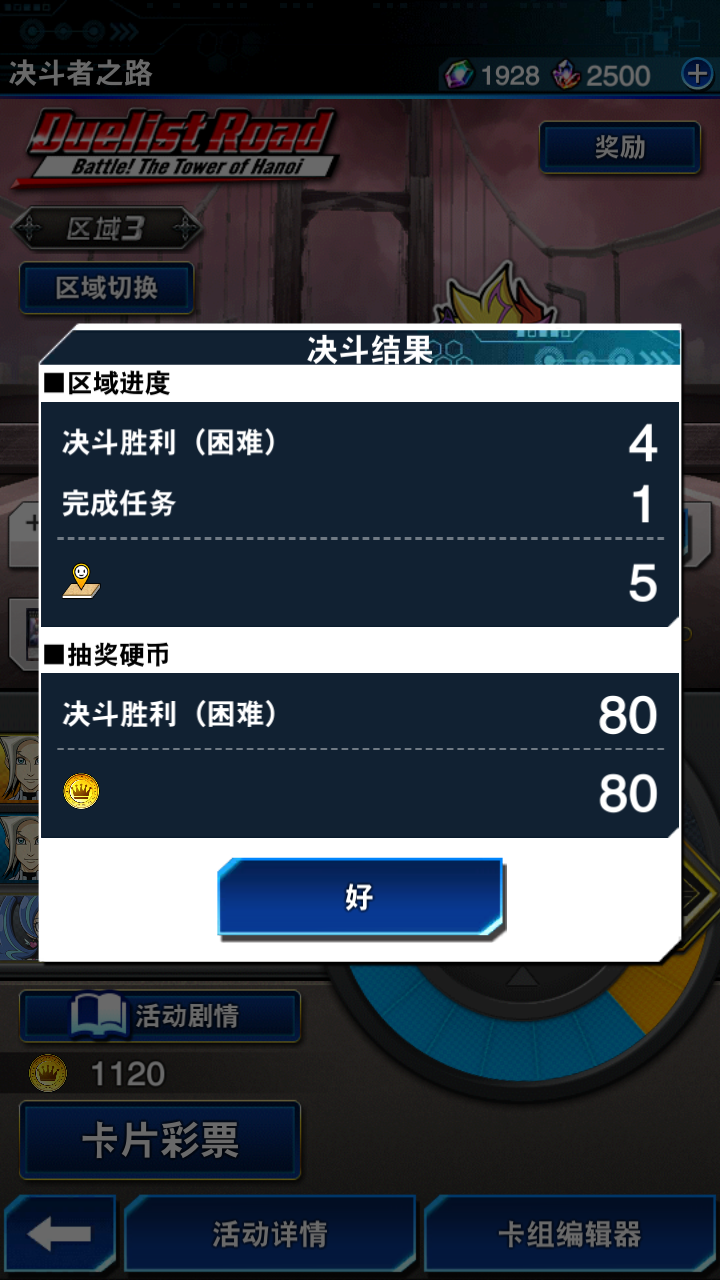 决斗者之路
1928
2500
Duelist Road
Battle! The Tower of Hanoi
奖励
区域3
区域切换
决斗结果
■区域进度
决斗胜利（困难） 4
完成任务 1
5
■抽奖硬币
决斗胜利（困难） 80
80
好
活动剧情
1120
卡片彩票
活动详情
卡组编辑器